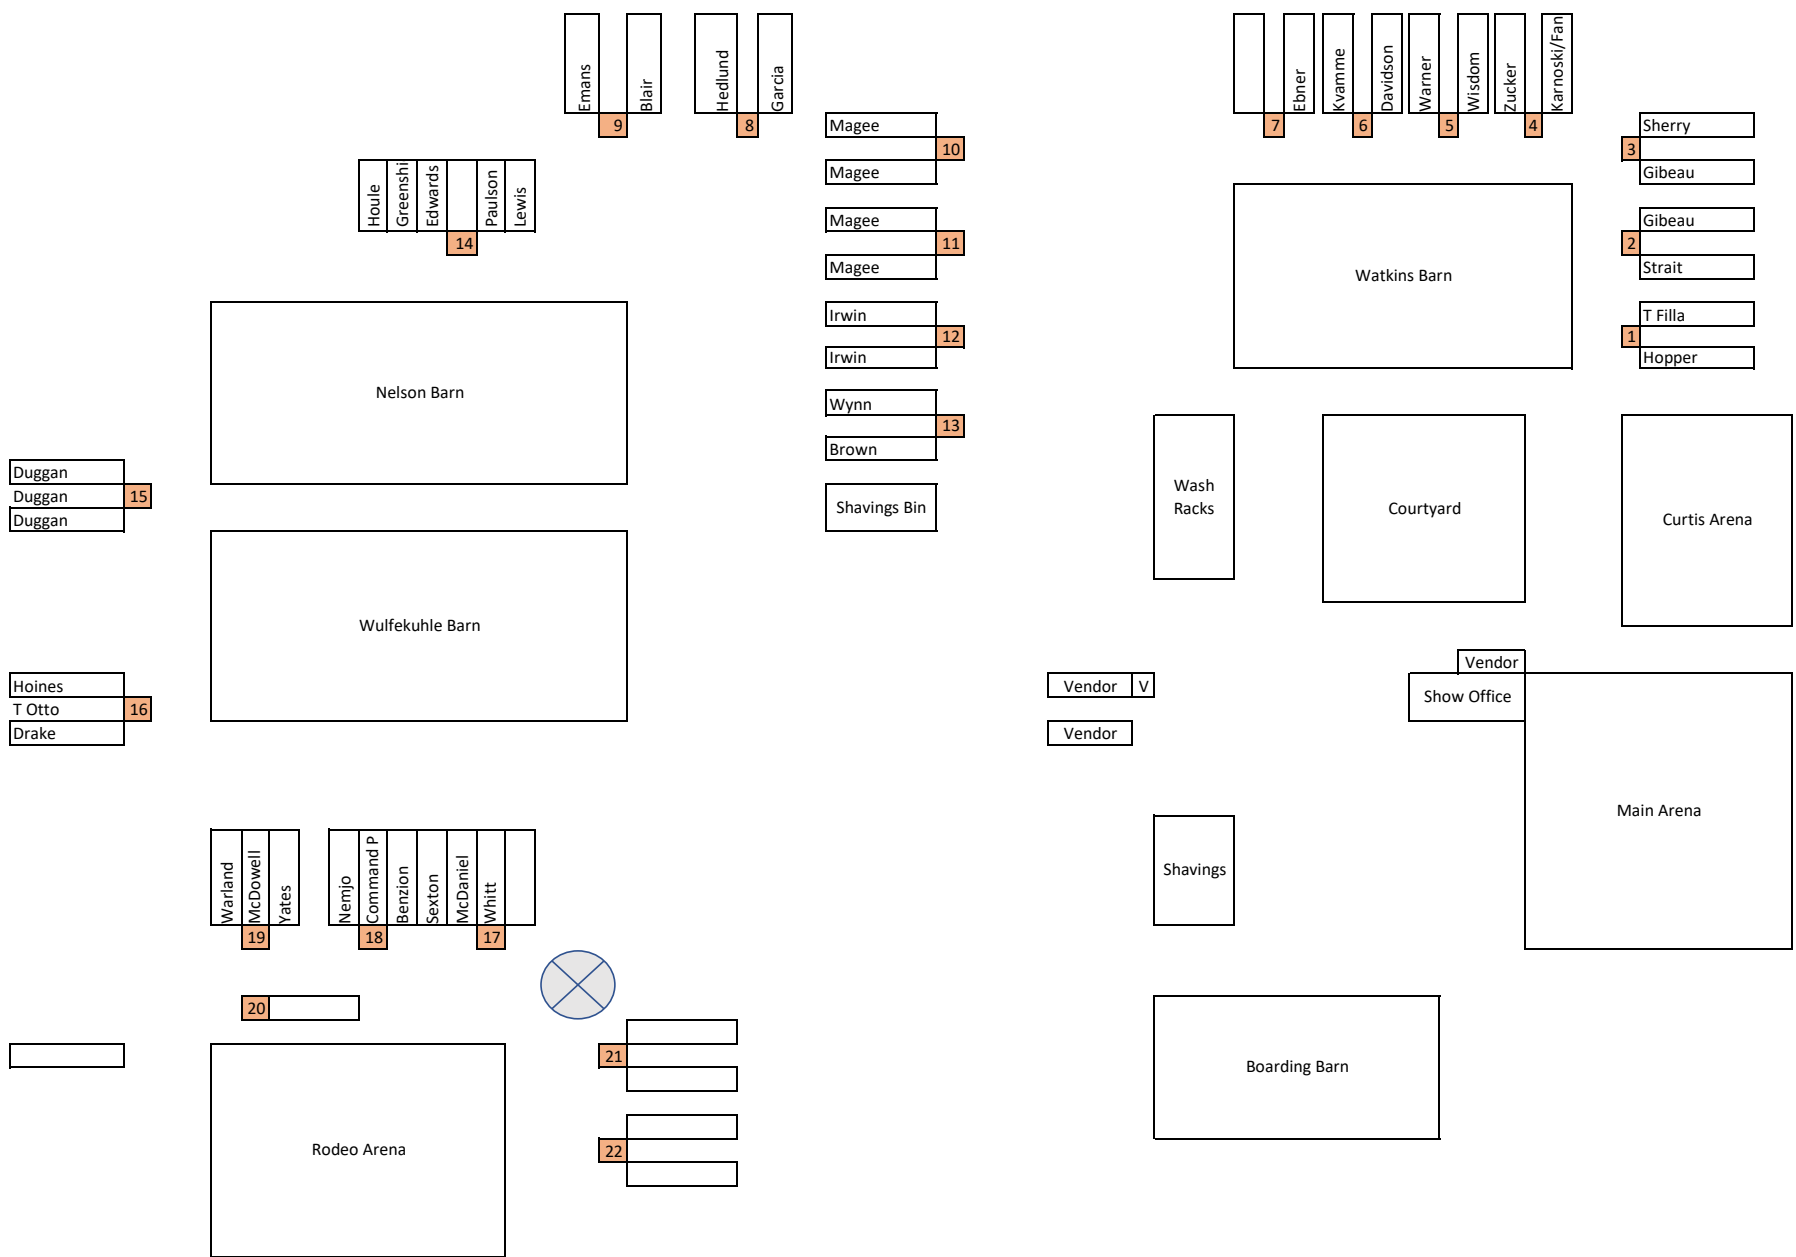 Emans
Blair
Hedlund
Garcia
Ebner
Kvamme
Davidson
Warner
Wisdom
Zucker
Karnoski/Fan
9
8
7
6
5
4
Magee
10
Magee
Sherry
3
Gibeau
Houle
Greenshi
Edwards
Paulson
Lewis
14
Magee
11
Magee
Gibeau
2
Strait
Watkins Barn
Irwin
12
Irwin
T Filla
1
Hopper
Nelson Barn
Wynn
13
Brown
Duggan
Duggan
15
Duggan
Shavings Bin
Wash
Racks
Courtyard
Curtis Arena
Wulfekuhle Barn
Hoines
T Otto
16
Drake
Vendor
V
Vendor
Vendor
Show Office
Main Arena
Warland
McDowell
Yates
Nemjo
Command P
Benzion
Sexton
McDaniel
Whitt
19
18
17
Shavings
20
21
22
Rodeo Arena
Boarding Barn